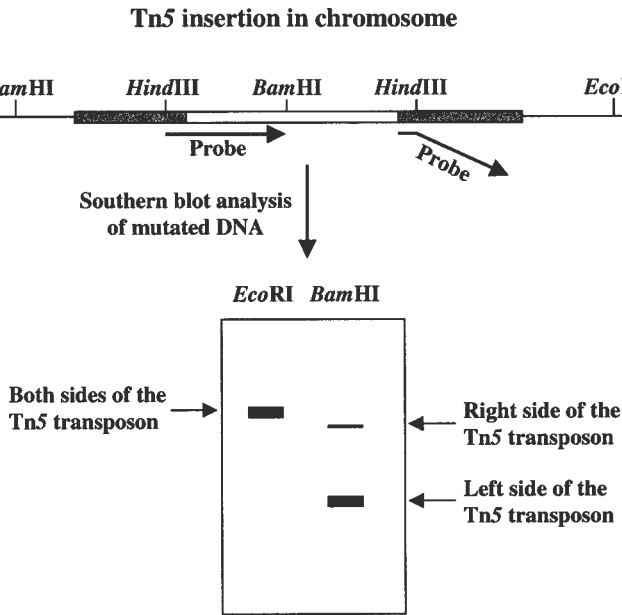 Tn5 insertion in chromosome
amHI HindIII BamHI HindIII Eco
Probe
Probe
Southern blot analysis
of mutated DNA
EcoRI BamHI
Both sides of the
Tn5 transposon
Right side of the
Tn5 transposon
Left side of the
Tn5 transposon